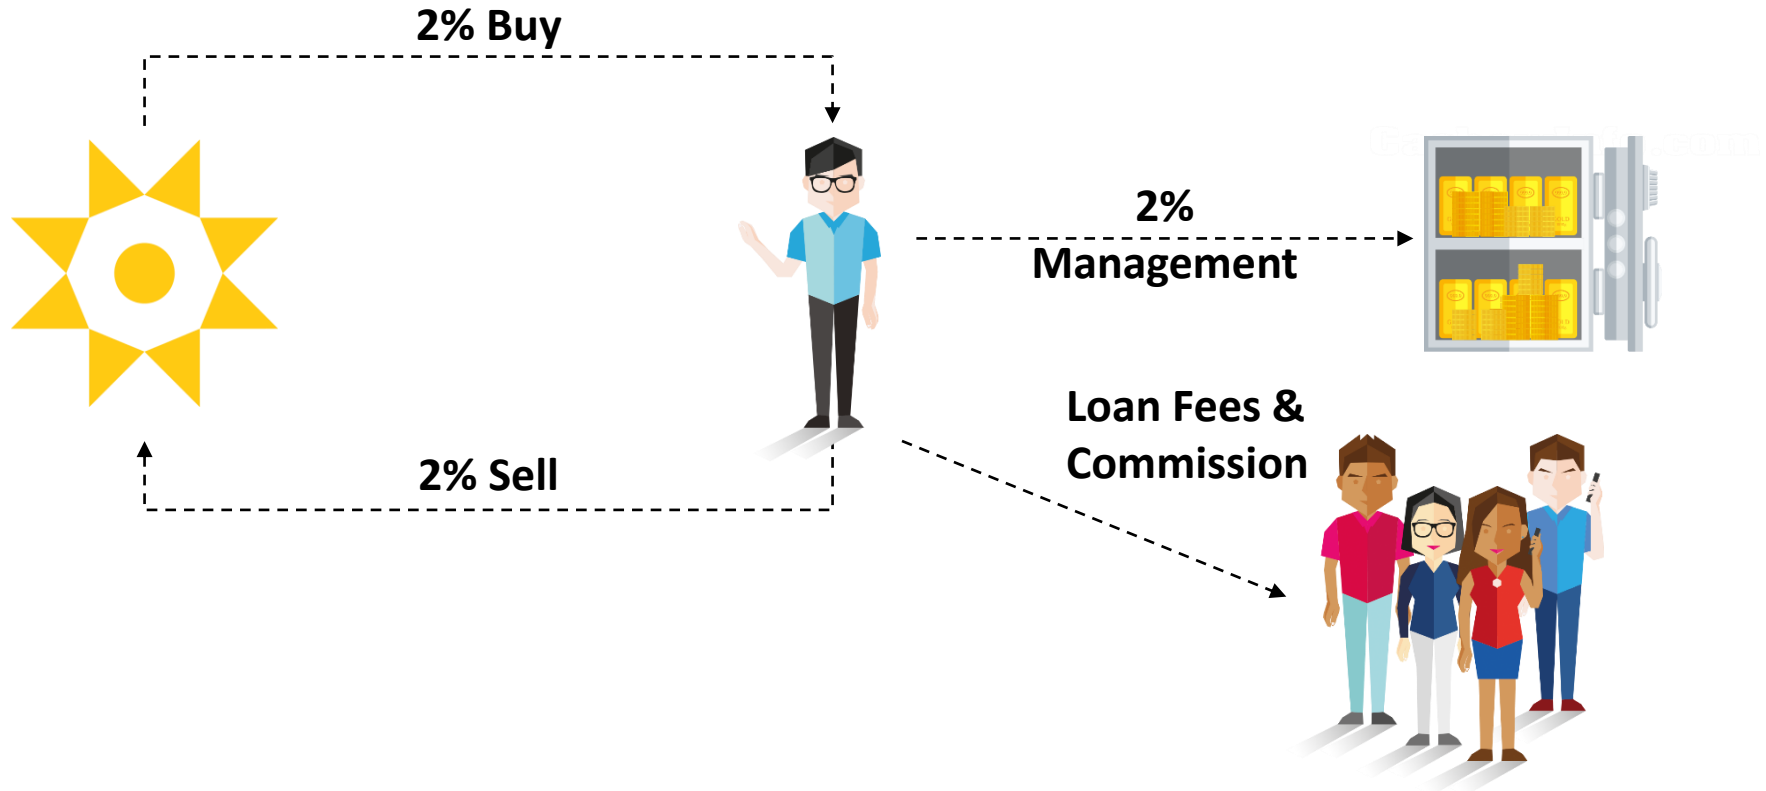 2% Buy
2%
Management
Loan Fees &
Commission
2% Sell